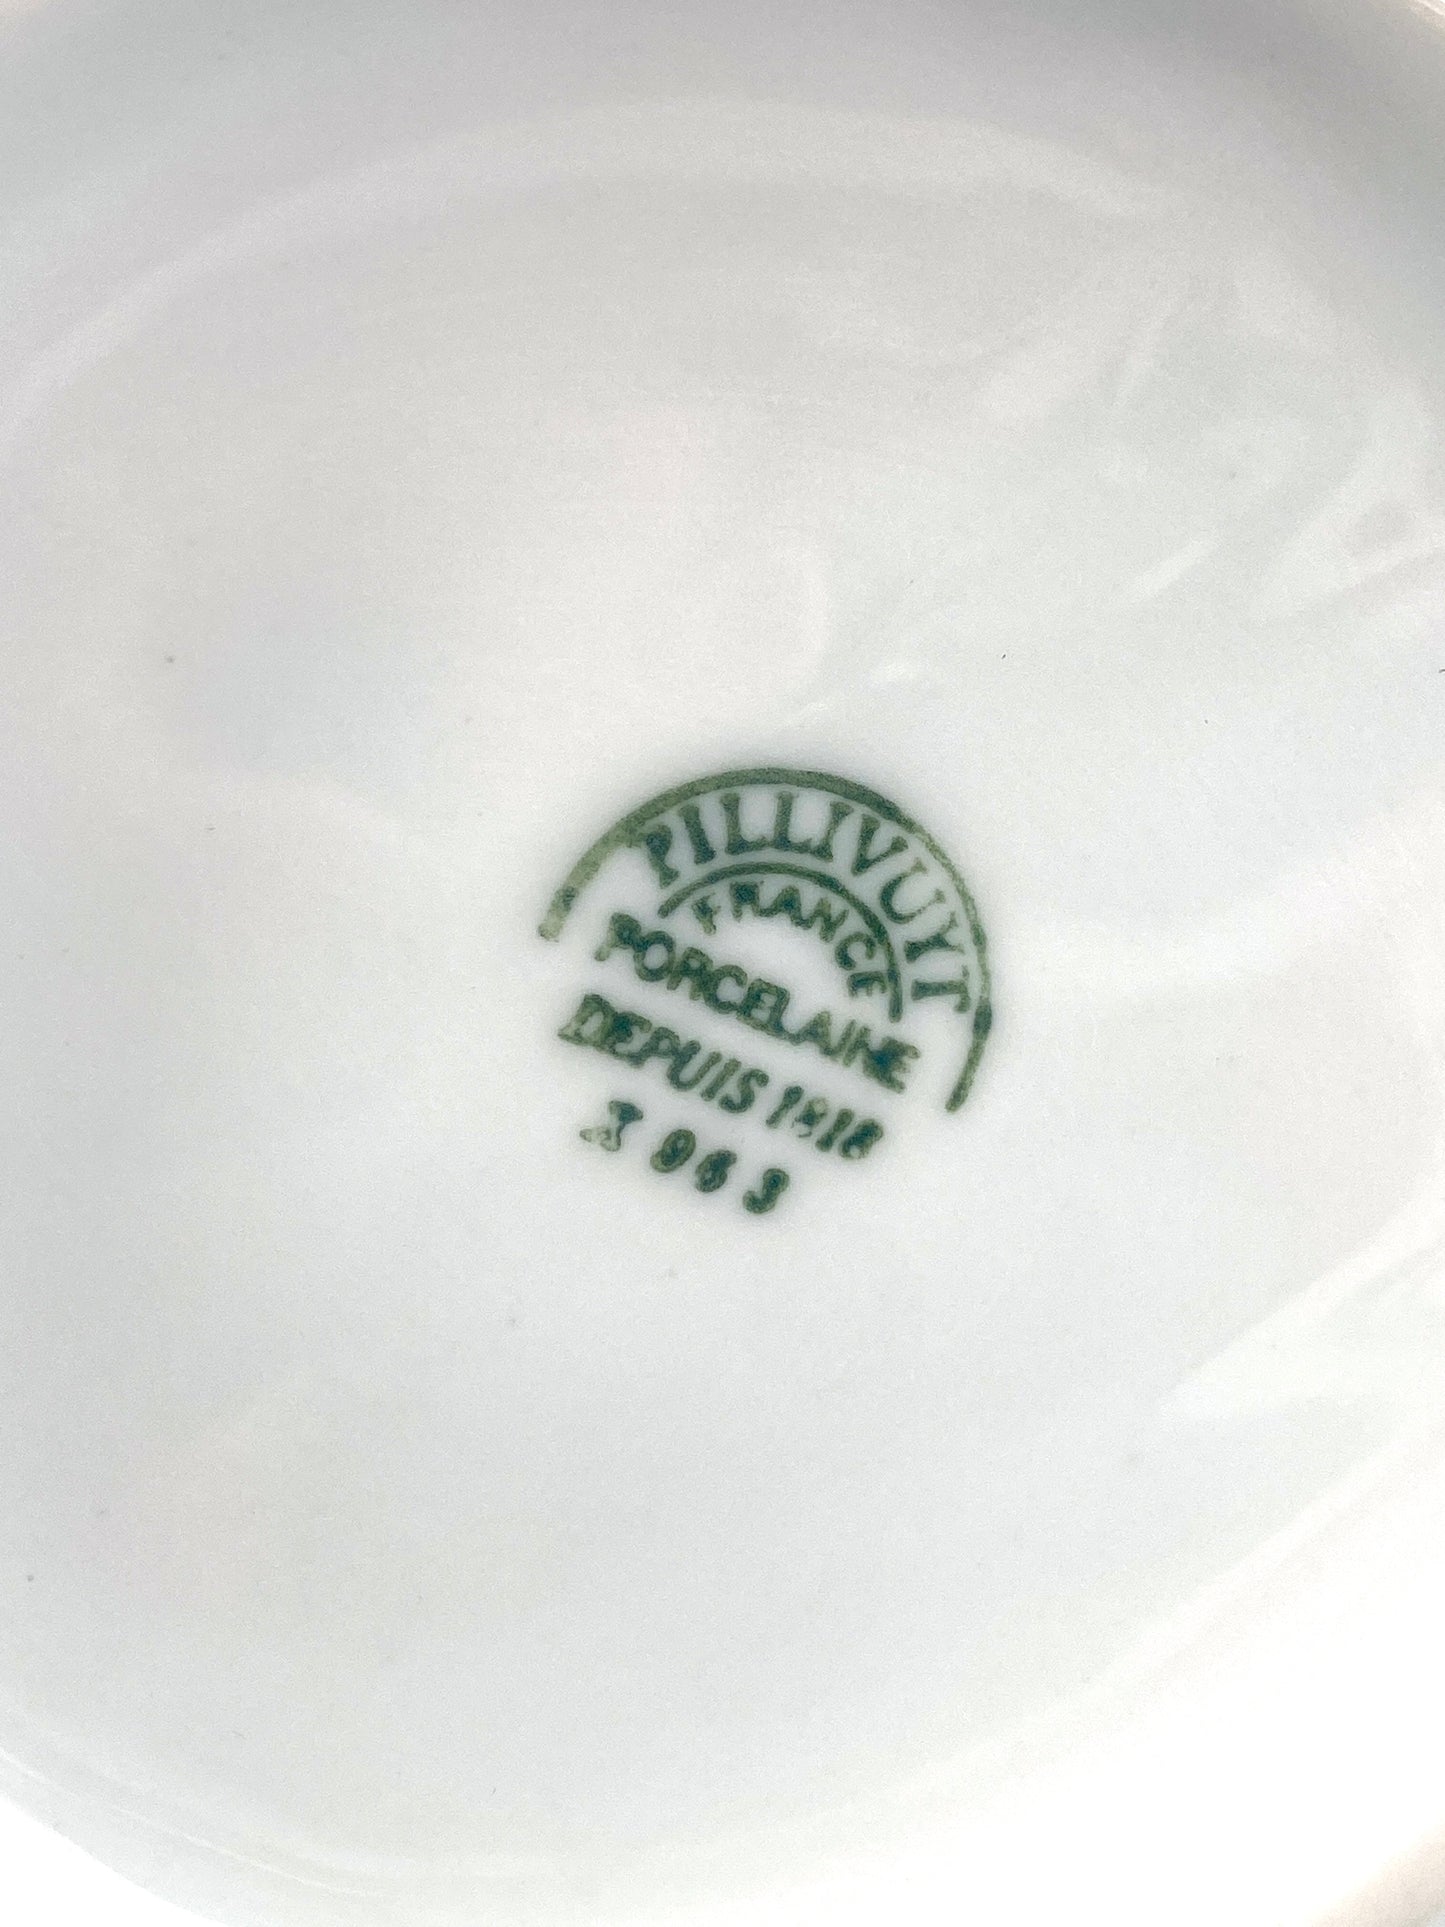 PILLIVUYT
FRANCE
PORCELAINE
DEPUIS 1818